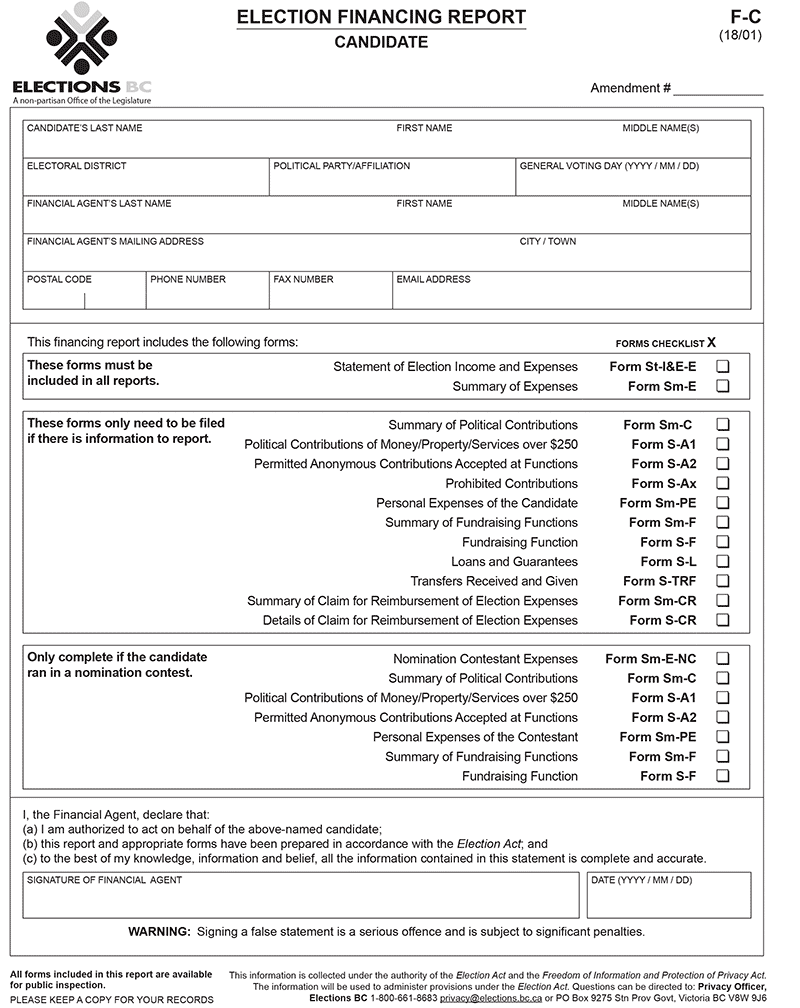 ELECTION FINANCING REPORT
CANDIDATE
F-C
(18/01)
ELECTIONS BC
A non-partisan Office of the Legislature
Amendment #
CANDIDATE'S LAST NAME FIRST NAME MIDDLE NAME(S)
ELECTORAL DISTRICT POLITICAL PARTY/AFFILIATION GENERAL VOTING DAY (YYYY / MM / DD)
FINANCIAL AGENT'S LAST NAME FIRST NAME MIDDLE NAME(S)
FINANCIAL AGENT'S MAILING ADDRESS CITY / TOWN
POSTAL CODE PHONE NUMBER FAX NUMBER EMAIL ADDRESS
This financing report includes the following forms: FORMS CHECKLIST X
These forms must be
included in all reports.
Statement of Election Income and Expenses Form St-I&E-E
Summary of Expenses Form Sm-E
These forms only need to be filed
if there is information to report.
Summary of Political Contributions Form Sm-C
Political Contributions of Money/Property/Services over $250 Form S-A1
Permitted Anonymous Contributions Accepted at Functions Form S-A2
Prohibited Contributions Form S-Ax
Personal Expenses of the Candidate Form Sm-PE
Summary of Fundraising Functions Form Sm-F
Fundraising Function Form S-F
Loans and Guarantees Form S-L
Transfers Received and Given Form S-TRF
Summary of Claim for Reimbursement of Election Expenses Form Sm-CR
Details of Claim for Reimbursement of Election Expenses Form S-CR
Only complete if the candidate
ran in a nomination contest.
Nomination Contestant Expenses Form Sm-E-NC
Summary of Political Contributions Form Sm-C
Political Contributions of Money/Property/Services over $250 Form S-A1
Permitted Anonymous Contributions Accepted at Functions Form S-A2
Personal Expenses of the Contestant Form Sm-PE
Summary of Fundraising Functions Form Sm-F
Fundraising Function Form S-F
I, the Financial Agent, declare that:
(a) I am authorized to act on behalf of the above-named candidate;
(b) this report and appropriate forms have been prepared in accordance with the Election Act; and
(c) to the best of my knowledge, information and belief, all the information contained in this statement is complete and accurate.
SIGNATURE OF FINANCIAL AGENT DATE (YYYY / MM / DD)
WARNING: Signing a false statement is a serious offence and is subject to significant penalties.
All forms included in this report are available
for public inspection.
PLEASE KEEP A COPY FOR YOUR RECORDS
This information is collected under the authority of the Election Act and the Freedom of Information and Protection of Privacy Act.
The information will be used to administer provisions under the Election Act. Questions can be directed to: Privacy Officer,
Elections BC 1-800-661-8683 privacy@elections.bc.ca or PO Box 9275 Stn Prov Govt, Victoria BC V8W 9J6